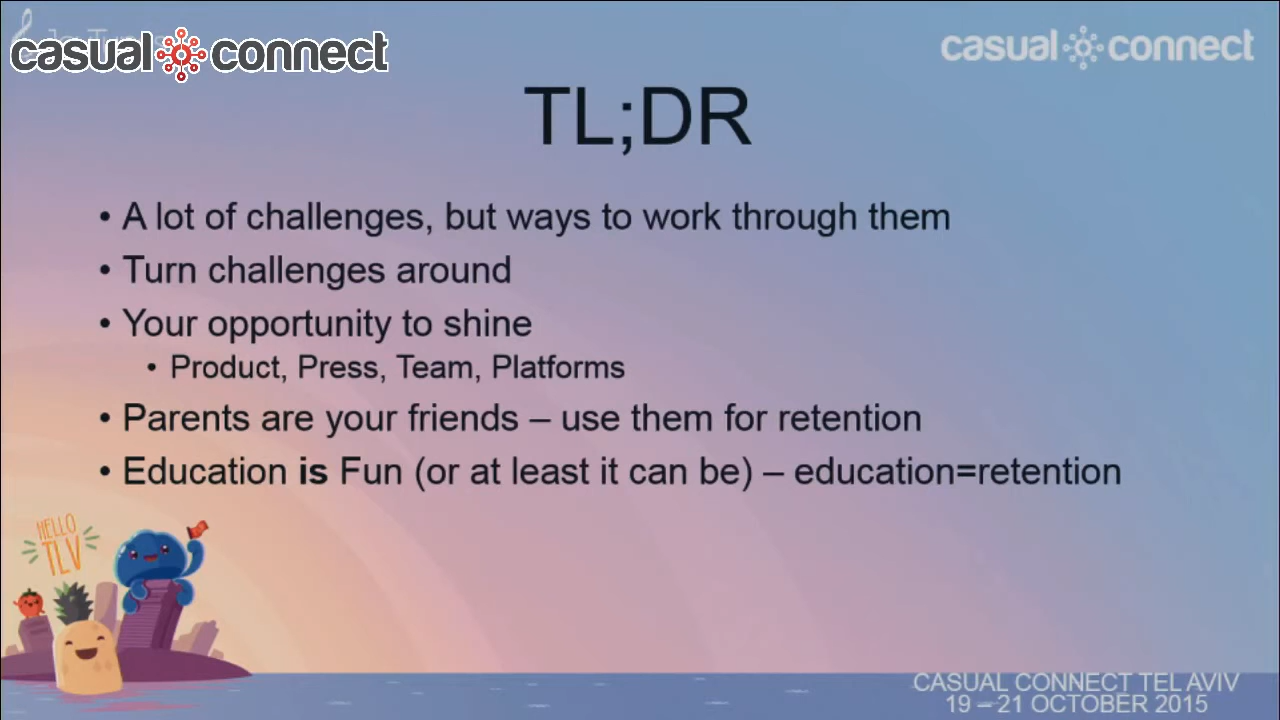 casual connect
casual connect
TL;DR
• A lot of challenges, but ways to work through them
• Turn challenges around
• Your opportunity to shine
• Product, Press, Team, Platforms
• Parents are your friends – use them for retention
• Education is Fun (or at least it can be) – education=retention
HELLO
TLV
CASUAL CONNECT TEL AVIV
19 – 21 OCTOBER 2015